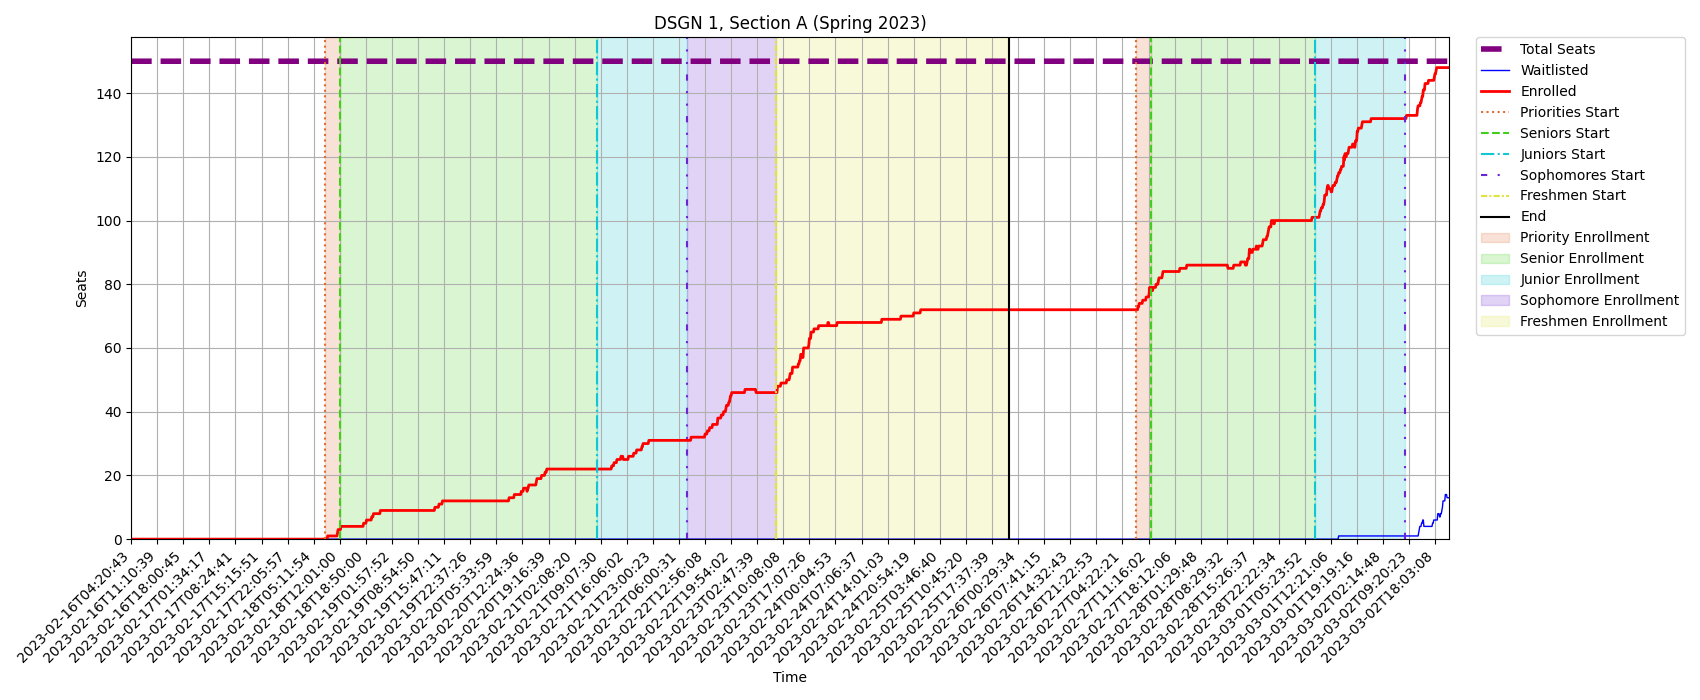 DSGN 1, Section A (Spring 2023)
Seats
0
20
40
60
80
100
120
140
Total Seats
Waitlisted
Enrolled
Priorities Start
Seniors Start
Juniors Start
Sophomores Start
Freshmen Start
End
Priority Enrollment
Senior Enrollment
Junior Enrollment
Sophomore Enrollment
Freshmen Enrollment
2023-02-16T04:20:43
2023-02-16T11:10:39
2023-02-16T18:00:45
2023-02-17T01:34:17
2023-02-17T08:24:41
2023-02-17T15:15:51
2023-02-17T22:05:57
2023-02-18T05:11:54
2023-02-18T12:01:00
2023-02-18T18:50:00
2023-02-19T01:57:52
2023-02-19T08:54:50
2023-02-19T15:47:11
2023-02-19T22:37:26
2023-02-20T05:33:59
2023-02-20T12:24:36
2023-02-20T19:16:39
2023-02-21T02:08:20
2023-02-21T09:07:30
2023-02-21T16:06:02
2023-02-21T23:00:23
2023-02-22T06:00:31
2023-02-22T12:56:08
2023-02-22T19:54:02
2023-02-23T02:47:39
2023-02-23T10:08:08
2023-02-23T17:07:26
2023-02-24T00:04:53
2023-02-24T07:06:37
2023-02-24T14:01:03
2023-02-24T20:54:19
2023-02-25T03:46:40
2023-02-25T10:45:20
2023-02-25T17:37:39
2023-02-26T00:29:34
2023-02-26T07:41:15
2023-02-26T14:32:43
2023-02-26T21:22:53
2023-02-27T04:22:21
2023-02-27T11:16:02
2023-02-27T18:12:06
2023-02-28T01:29:48
2023-02-28T08:29:32
2023-02-28T15:26:37
2023-02-28T22:22:34
2023-03-01T05:23:52
2023-03-01T12:21:06
2023-03-01T19:19:16
2023-03-02T02:14:48
2023-03-02T09:20:23
2023-03-02T18:03:08
Time